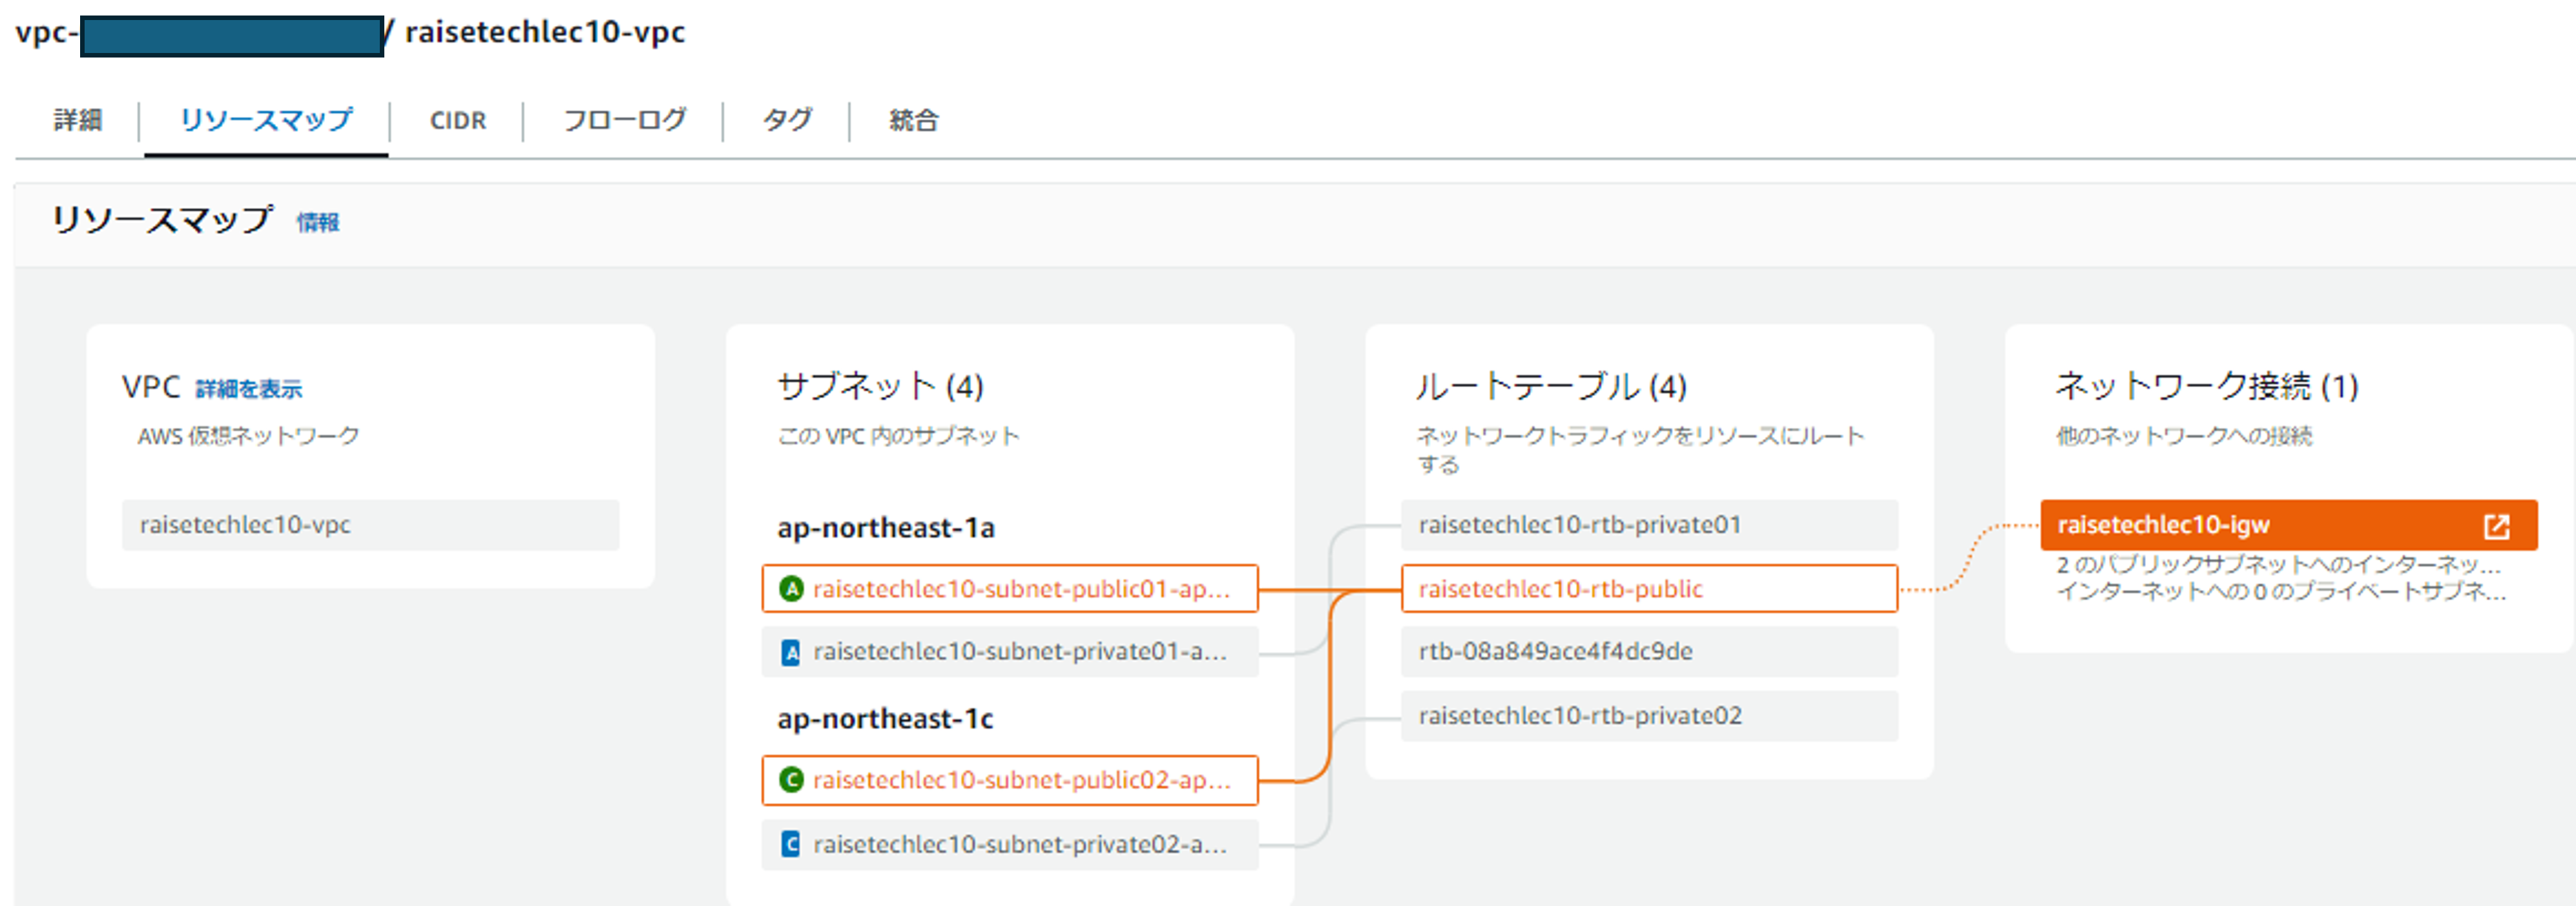 vpc- / raisetechlec10-vpc
詳細 リソースマップ CIDR フローログ タグ 統合
リソースマップ 情報
VPC 詳細を表示
AWS 仮想ネットワーク
raisetechlec10-vpc
サブネット (4)
この VPC 内のサブネット
ap-northeast-1a
A raisetechlec10-subnet-public01-ap...
A raisetechlec10-subnet-private01-a...
ap-northeast-1c
C raisetechlec10-subnet-public02-ap...
C raisetechlec10-subnet-private02-a...
ルートテーブル (4)
ネットワークトラフィックをリソースにルート
する
raisetechlec10-rtb-private01
raisetechlec10-rtb-public
rtb-08a849ace4f4dc9de
raisetechlec10-rtb-private02
ネットワーク接続 (1)
他のネットワークへの接続
raisetechlec10-igw
2 のパブリックサブネットへのインターネッ...
インターネットへの 0 のプライベートサブネ...